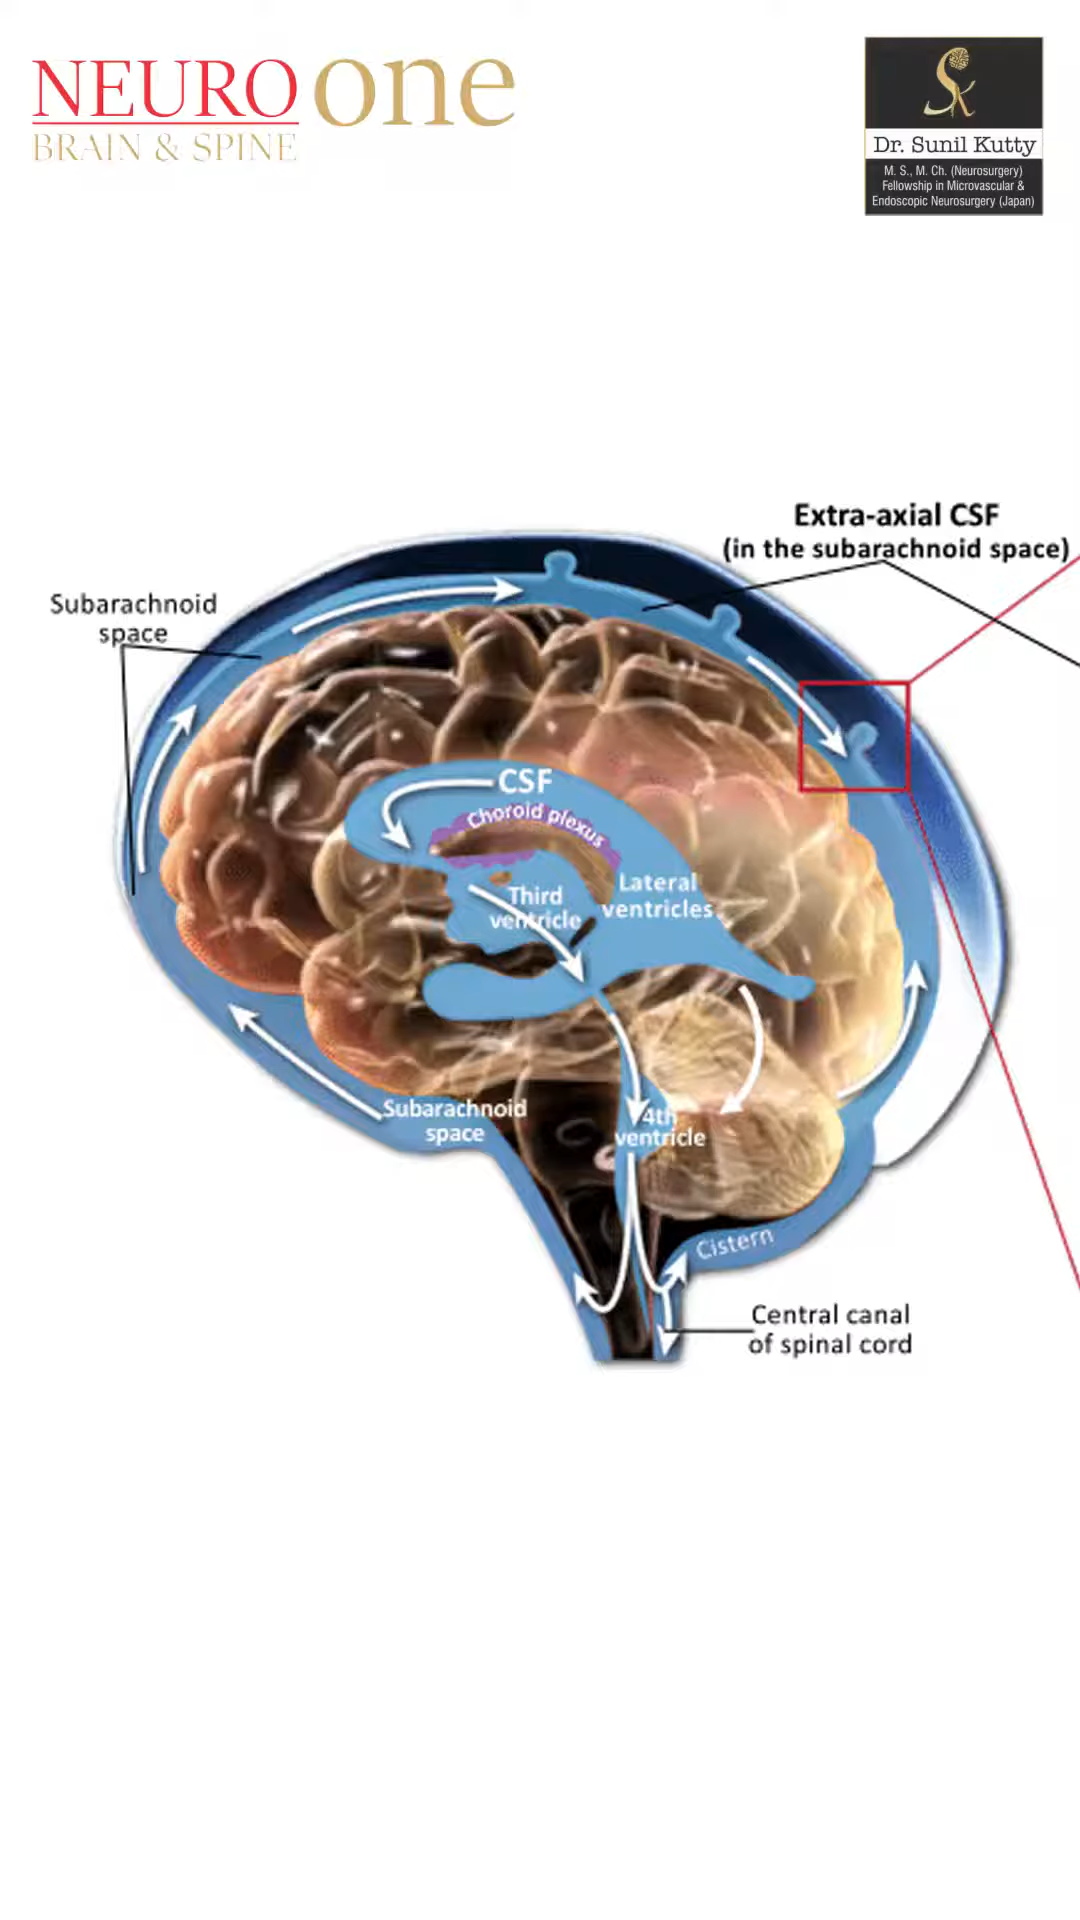 NEURO one
BRAIN & SPINE
Dr. Sunil Kutty
M. S., M. Ch. (Neurosurgery)
Fellowship in Microvascular &
Endoscopic Neurosurgery (Japan)
Extra-axial CSF
(in the subarachnoid space)
Subarachnoid
space
CSF
Choroid plexus
Third
ventricle
Lateral
ventricles
Subarachnoid
space
4th
ventricle
Cistern
Central canal
of spinal cord